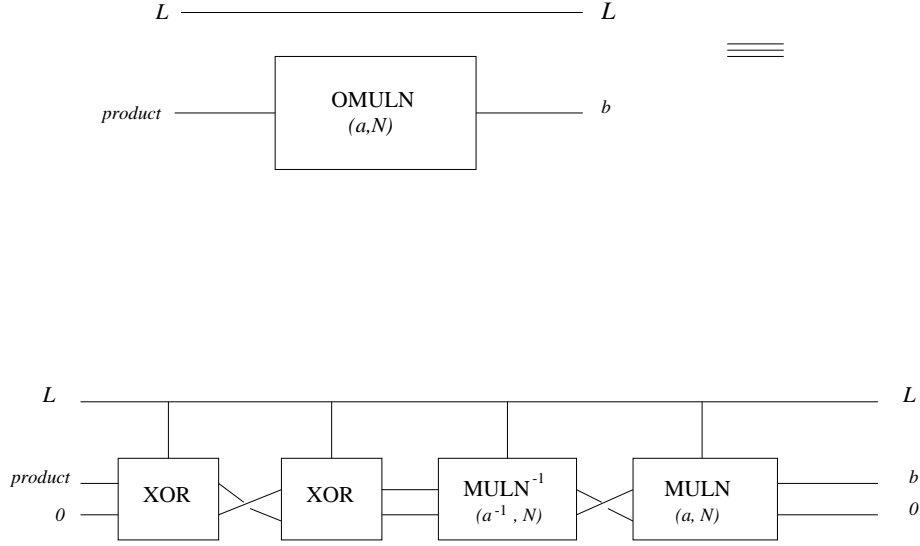 L L
product OMULN b
(a,N)
L L
product XOR XOR MULN⁻¹ MULN b
0 (a⁻¹, N) (a, N) 0